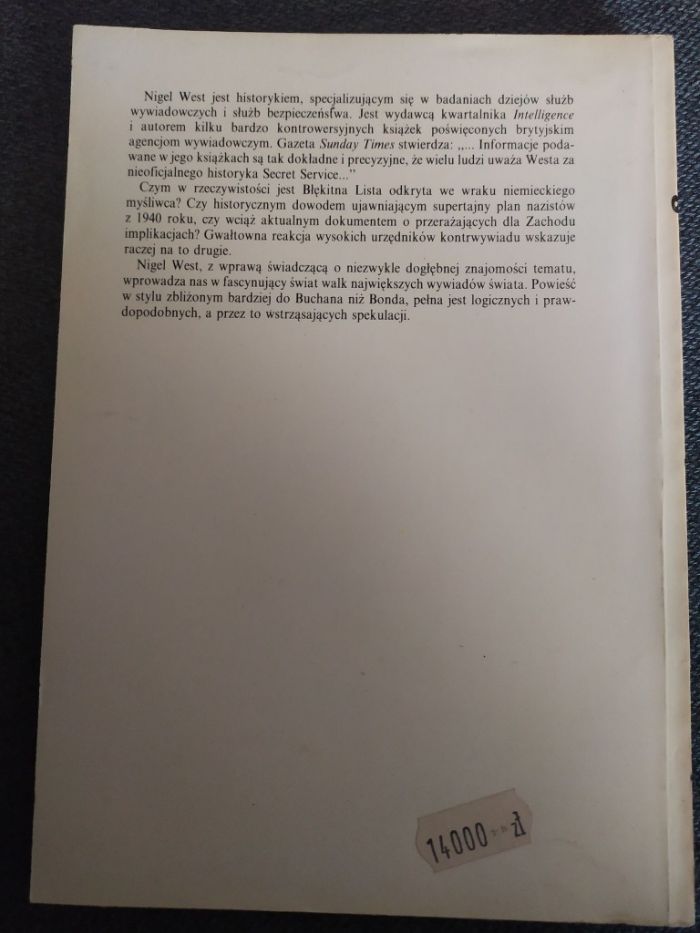 Nigel West jest historykiem, specjalizującym się w badaniach dziejów służb
wywiadowczych i służb bezpieczeństwa. Jest wydawcą kwartalnika Intelligence
i autorem kilku bardzo kontrowersyjnych książek poświęconych brytyjskim
agencjom wywiadowczym. Gazeta Sunday Times stwierdza: „... Informacje poda-
wane w jego książkach są tak dokładne i precyzyjne, że wielu ludzi uważa Westa za
nieoficjalnego historyka Secret Service..."
Czym w rzeczywistości jest Błękitna Lista odkryta we wraku niemieckiego
myśliwca? Czy historycznym dowodem ujawniającym supertajny plan nazistów
z 1940 roku, czy wciąż aktualnym dokumentem o przerażających dla Zachodu
implikacjach? Gwałtowna reakcja wysokich urzędników kontrwywiadu wskazuje
raczej na to drugie.
Nigel West, z wprawą świadczącą o niezwykle dogłębnej znajomości tematu,
wprowadza nas w fascynujący świat walk największych wywiadów świata. Powieść
w stylu zbliżonym bardziej do Buchana niż Bonda, pełna jest logicznych i praw-
dopodobnych, a przez to wstrząsających spekulacji.
14000 zł